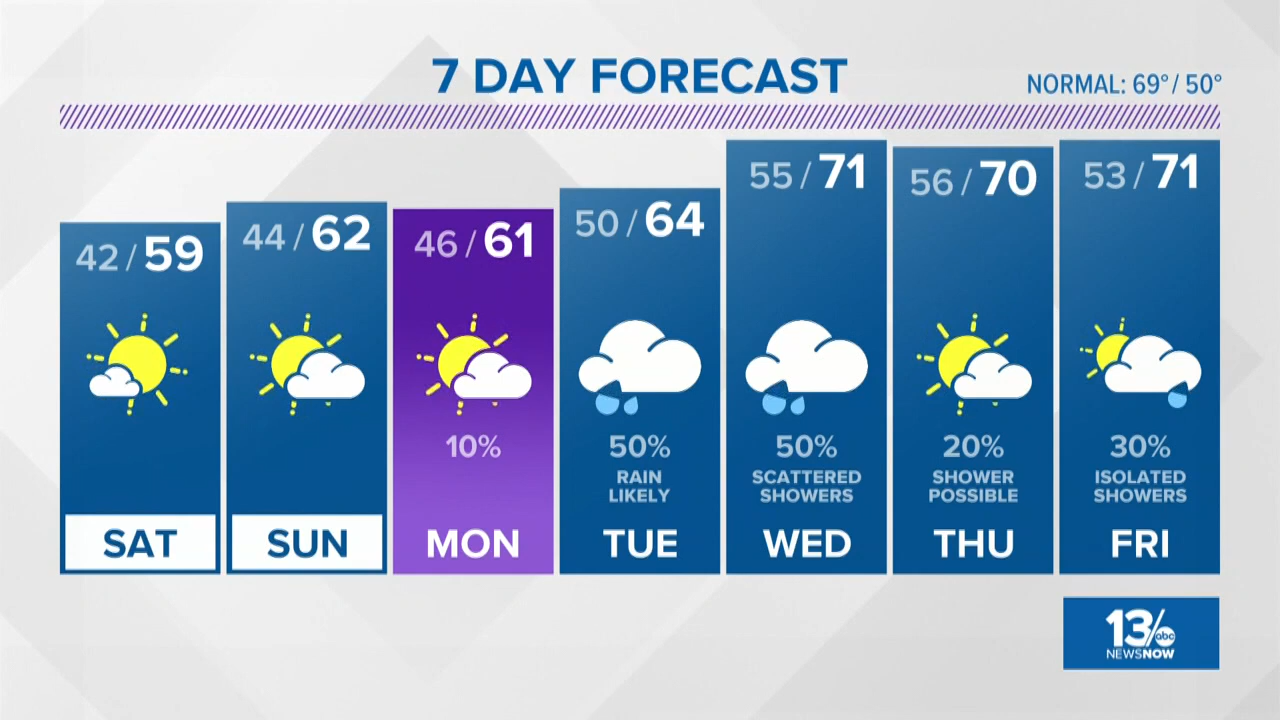 7 DAY FORECAST
NORMAL: 69°/ 50°
42 / 59
SAT
44 / 62
SUN
46 / 61
10%
MON
50 / 64
50%
RAIN
LIKELY
TUE
55 / 71
50%
SCATTERED
SHOWERS
WED
56 / 70
20%
SHOWER
POSSIBLE
THU
53 / 71
30%
ISOLATED
SHOWERS
FRI
13 abc
NEWSNOW